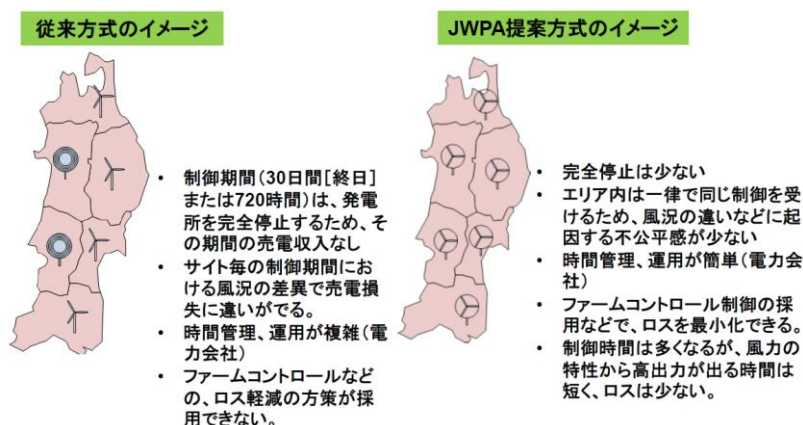 従来方式のイメージ
• 制御期間(30日間[終日]
または720時間)は、発電
所を完全停止するため、そ
の期間の売電収入なし
• サイト毎の制御期間にお
ける風況の差異で売電損
失に違いがでる。
• 時間管理、運用が複雑(電
力会社)
• ファームコントロールなど
の、ロス軽減の方策が採
用できない。
JWPA提案方式のイメージ
• 完全停止は少ない
• エリア内は一律で同じ制御を受
けるため、風況の違いなどに起
因する不公平感が少ない
• 時間管理、運用が簡単(電力会
社)
• ファームコントロール制御の採
用などで、ロスを最小化できる。
• 制御時間は多くなるが、風力の
特性から高出力が出る時間は
短く、ロスは少ない。